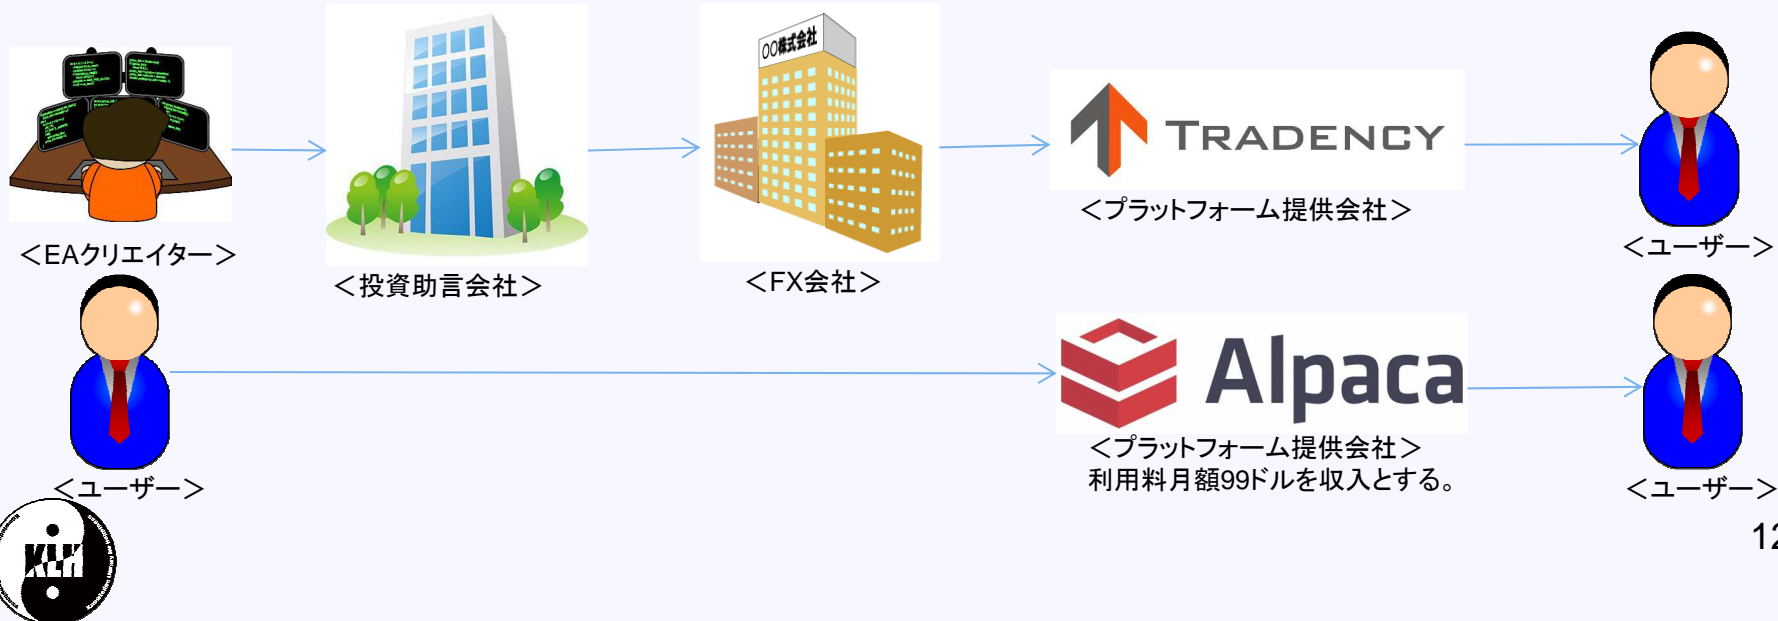 〇〇株式会社
TRADENCY
＜プラットフォーム提供会社＞
＜EAクリエイター＞
＜投資助言会社＞
＜FX会社＞
＜ユーザー＞
Alpaca
＜プラットフォーム提供会社＞
利用料月額99ドルを収入とする。
＜ユーザー＞
＜ユーザー＞
KLK
12